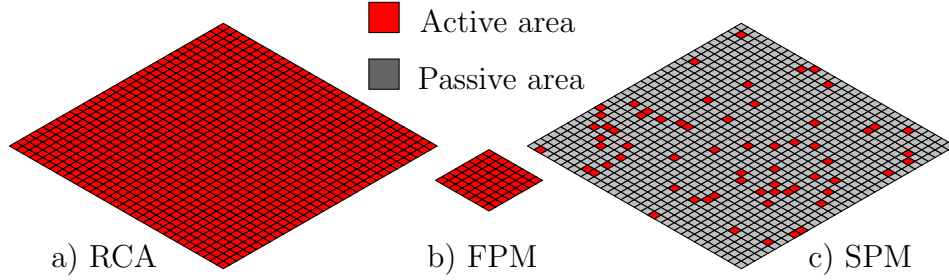 Active area
Passive area
a) RCA
b) FPM
c) SPM